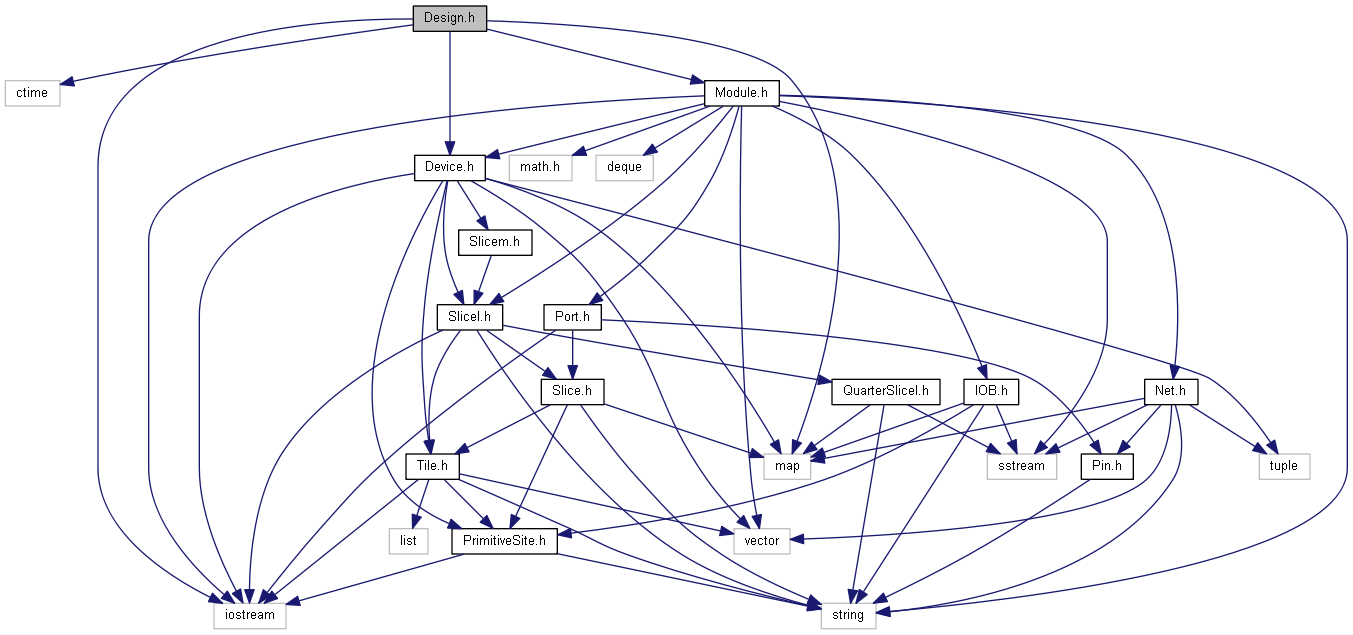 Design.h
ctime
Module.h
Device.h
math.h
deque
Slicem.h
Slicel.h
Port.h
Slice.h
QuarterSlicel.h
IOB.h
Net.h
Tile.h
map
sstream
Pin.h
tuple
list
PrimitiveSite.h
vector
iostream
string